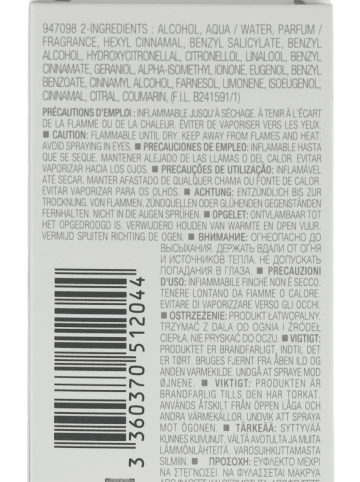 947098 2-INGREDIENTS : ALCOHOL, AQUA / WATER, PARFUM /
FRAGRANCE, HEXYL CINNAMAL, BENZYL SALICYLATE, BENZYL
ALCOHOL, HYDROXYCITRONELLAL, CITRONELLOL, LINALOOL, BENZYL
CINNAMATE, GERANIOL, ALPHA-ISOMETHYL IONONE, EUGENOL, BENZYL
BENZOATE, CINNAMYL ALCOHOL, FARNESOL, LIMONENE, ISOEUGENOL,
CINNAMAL, CITRAL, COUMARIN, (F.I.L. B241591/1)
PRÉCAUTIONS D'EMPLOI : INFLAMMABLE JUSQU'À SÉCHAGE. À TENIR À L'ÉCART
DE LA FLAMME OU DE LA CHALEUR. ÉVITER DE VAPORISER VERS LES YEUX.
■ CAUTION: FLAMMABLE UNTIL DRY. KEEP AWAY FROM FLAMES AND HEAT.
AVOID SPRAYING IN EYES. ■ PRECAUCIONES DE EMPLEO: INFLAMABLE HASTA
QUE SE SEQUE. MANTENER ALEJADO DE LAS LLAMAS O DEL CALOR. EVITAR
VAPORIZAR HACIA LOS OJOS. ■ PRECAUÇÕES DE UTILIZAÇÃO: INFLAMÁVEL
ATÉ SECAR. MANTER AFASTADO DE QUALQUER CHAMA OU FONTE DE CALOR.
EVITAR VAPORIZAR PARA OS OLHOS. ■ ACHTUNG: ENTZÜNDLICH BIS ZUR
TROCKNUNG. VON FLAMMEN, ZÜNDQUELLEN ODER GLÜHENDEN GEGENSTÄNDEN
FERNHALTEN. NICHT IN DIE AUGEN SPRÜHEN. ■ OPGELET: ONTVLAMBAAR TOT
HET OPGEDROOGD IS. VERWIJDERD HOUDEN VAN WARMTE EN OPEN VUUR.
VERMIJD SPUITEN RICHTING DE OGEN. ■ ВНИМАНИЕ: ОГНЕОПАСНО ДО
ВЫСЫХАНИЯ. ДЕРЖАТЬ ВДАЛИ ОТ ОГНЯ
И ИСТОЧНИКОВ ТЕПЛА. НЕ ДОПУСКАТЬ
ПОПАДАНИЯ В ГЛАЗА. ■ PRECAUZIONI
D'USO: INFIAMMABILE FINCHÉ NON È SECCO.
TENERE LONTANO DA FIAMME O CALORE.
EVITARE DI VAPORIZZARE VERSO GLI OCCHI.
■ OSTRZEŻENIE: PRODUKT ŁATWOPALNY.
TRZYMAĆ Z DALA OD OGNIA I ŹRÓDEŁ
CIEPŁA. NIE PRYSKAĆ DO OCZU. ■ VIGTIGT:
PRODUKTET ER BRANDFARLIGT, INDTIL DET
ER TØRT. BRUGES FJERNT FRA ÅBEN ILD OG
ANDEN VARMEKILDE. UNDGÅ AT SPRAYE MOD
ØJNENE. ■ VIKTIGT: PRODUKTEN ÄR
BRANDFARLIG TILLS DEN HAR TORKAT.
ANVÄNDS ÅTSKILT FRÅN ÖPPEN LÅGA OCH
ANDRA VÄRMEKÄLLOR. UNDVIK ATT SPRAYA
MOT ÖGONEN. ■ TÄRKEÄÄ: SYTTYVÄÄ
KUNNES KUIVUNUT. VÄLTÄ AVOTULTA JA MUITA
LÄMMÖNLÄHTEITÄ. VAROSUIHKUTTAMASTA
SILMIIN. ■ ΠΡΟΣΟΧΗ: ΕΥΦΛΕΚΤΟ ΜΕΧΡΙ
ΝΑ ΣΤΕΓΝΩΣΕΙ. ΝΑ ΦΥΛΑΣΣΕΤΑΙ ΜΑΚΡΥΑ
3 360370 512044